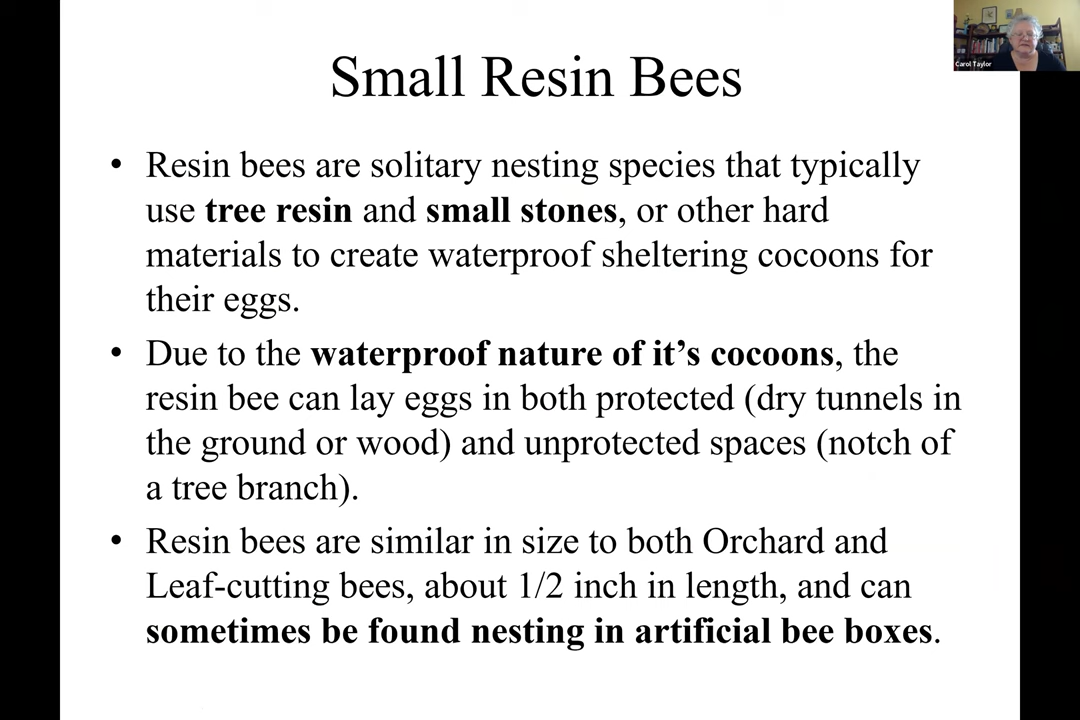 Carol Taylor
Small Resin Bees
• Resin bees are solitary nesting species that typically
use tree resin and small stones, or other hard
materials to create waterproof sheltering cocoons for
their eggs.
• Due to the waterproof nature of it’s cocoons, the
resin bee can lay eggs in both protected (dry tunnels in
the ground or wood) and unprotected spaces (notch of
a tree branch).
• Resin bees are similar in size to both Orchard and
Leaf-cutting bees, about 1/2 inch in length, and can
sometimes be found nesting in artificial bee boxes.